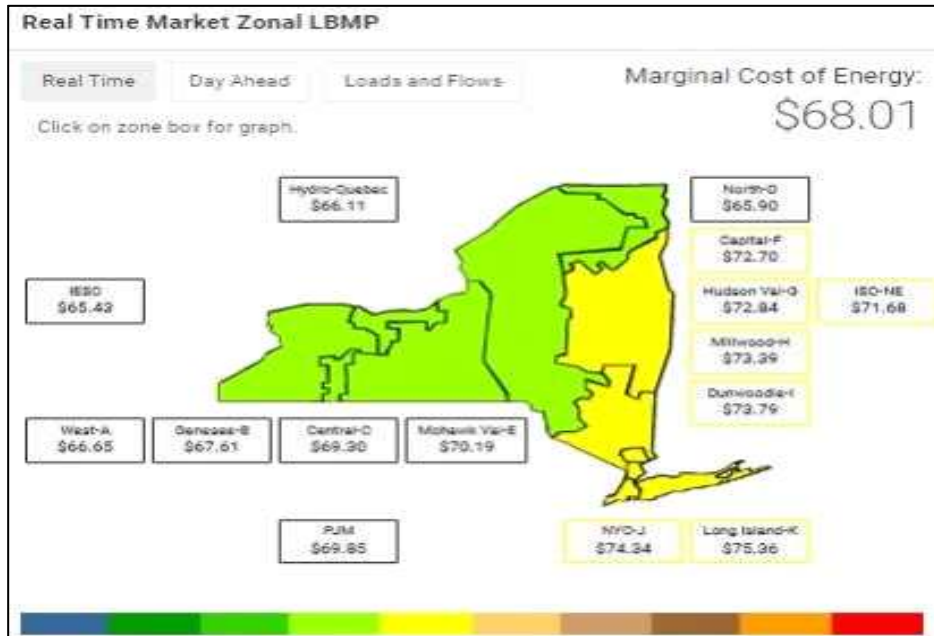 Real Time Market Zonal LBMP
Real Time
Day Ahead
Loads and Flows
Marginal Cost of Energy:
$68.01
Click on zone box for graph.
Hydro-Quebec
$66.11
North-D
$65.90
Capital-F
$72.70
IESO
$65.43
Hudson Val-G
$72.84
ISO-NE
$71.68
Millwood-H
$73.39
Dunwoodie-I
$73.79
West-A
$66.65
Genesee-B
$67.61
Central-C
$69.30
Mohawk Val-E
$70.19
PJM
$69.85
NYC-J
$74.34
Long Island-K
$75.36